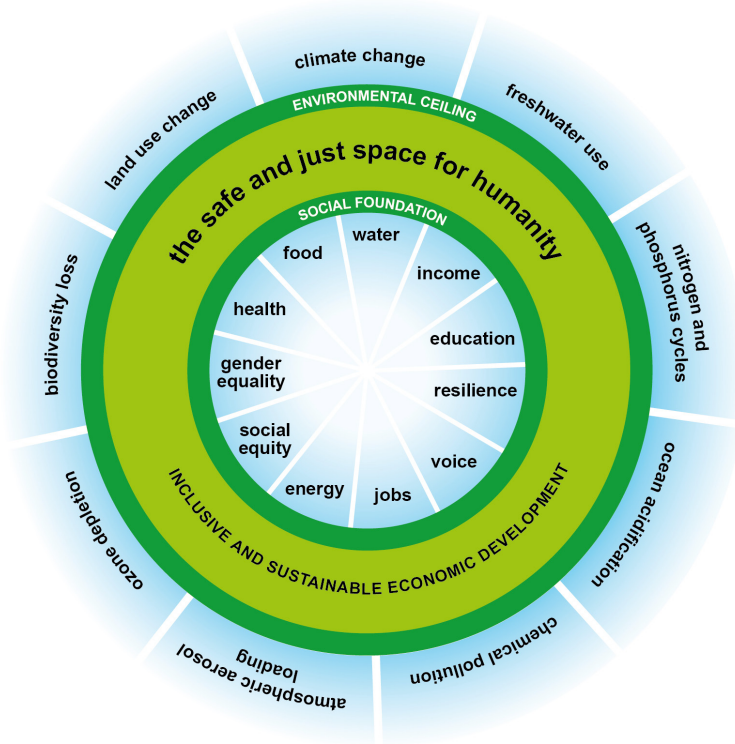 climate change
freshwater use
nitrogen and
phosphorus cycles
ocean acidification
chemical pollution
atmospheric aerosol
loading
ozone depletion
biodiversity loss
land use change
ENVIRONMENTAL CEILING
the safe and just space for humanity
SOCIAL FOUNDATION
water
income
education
resilience
voice
jobs
energy
social
equity
gender
equality
health
food
INCLUSIVE AND SUSTAINABLE ECONOMIC DEVELOPMENT